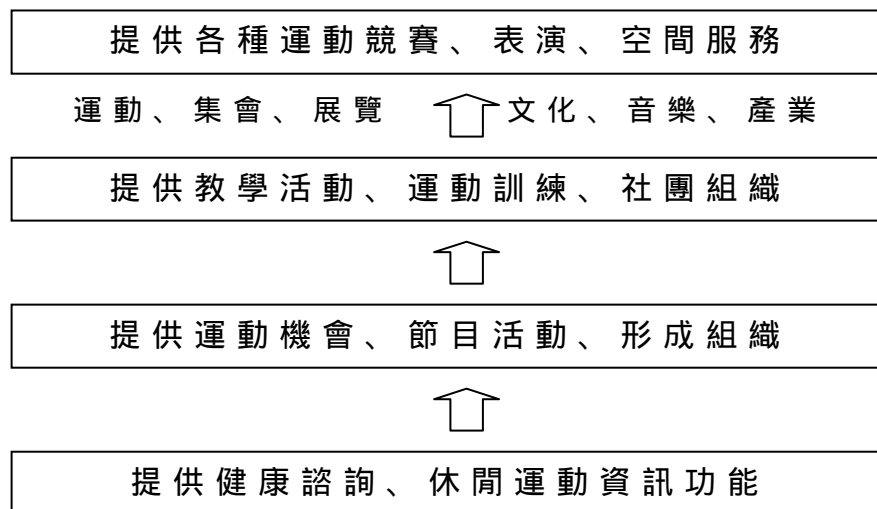 提供各種運動競賽、表演、空間服務
運動、集會、展覽 文化、音樂、產業
提供教學活動、運動訓練、社團組織
提供運動機會、節目活動、形成組織
提供健康諮詢、休閒運動資訊功能